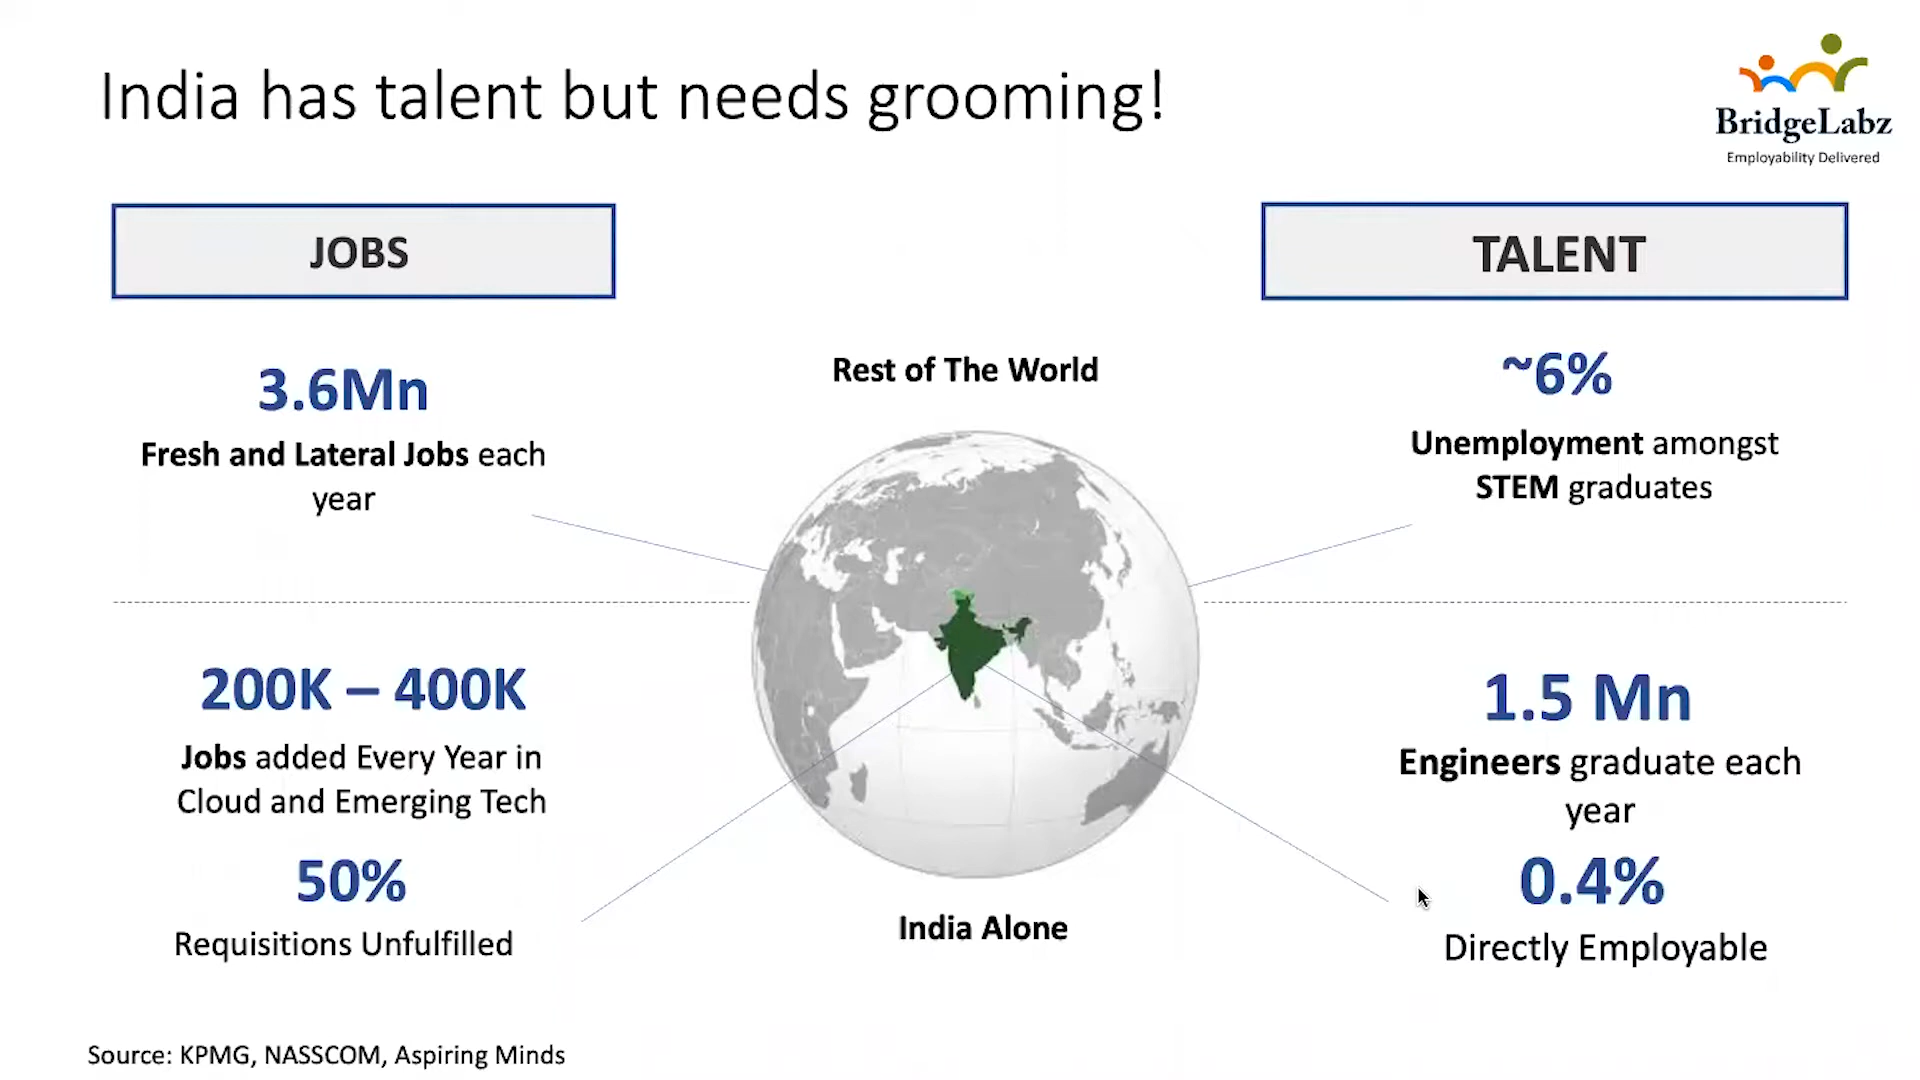 India has talent but needs grooming!
BridgeLabz
Employability Delivered
JOBS
TALENT
3.6Mn
Fresh and Lateral Jobs each
year
Rest of The World
~6%
Unemployment amongst
STEM graduates
200K – 400K
Jobs added Every Year in
Cloud and Emerging Tech
50%
Requisitions Unfulfilled
India Alone
1.5 Mn
Engineers graduate each
year
0.4%
Directly Employable
Source: KPMG, NASSCOM, Aspiring Minds